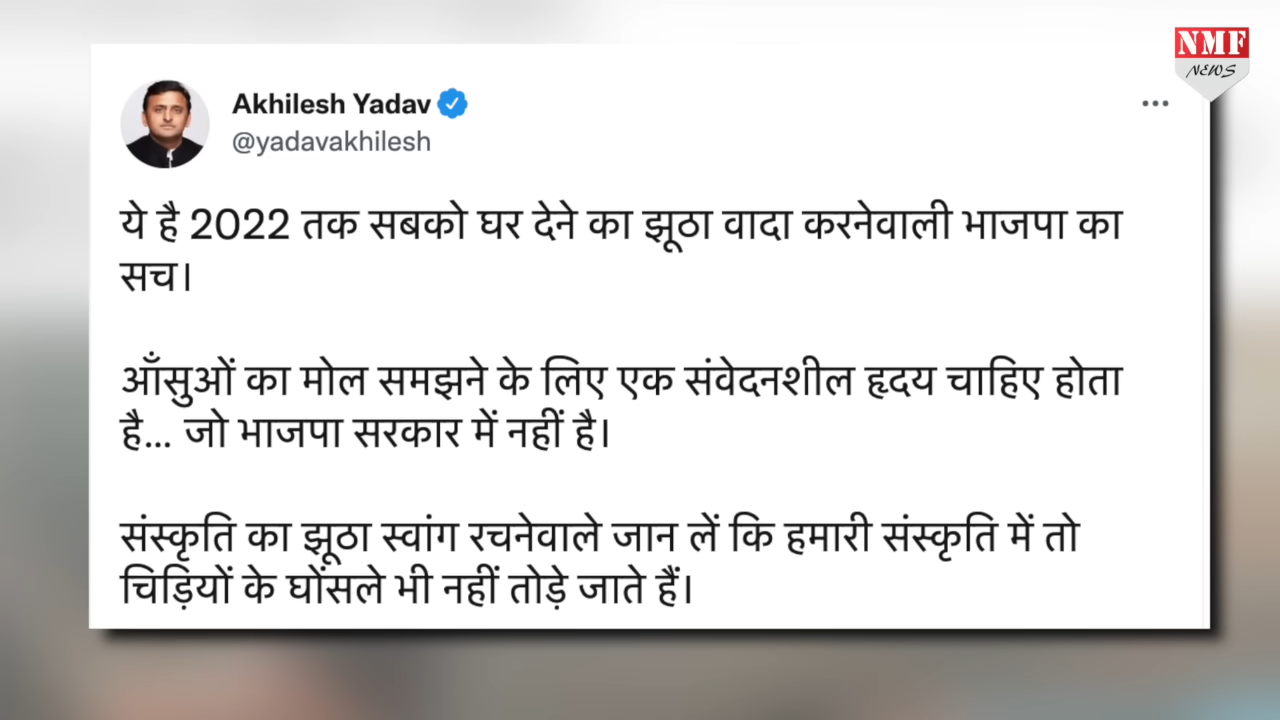 NMF
NEWS
Akhilesh Yadav
@yadavakhilesh
ये है 2022 तक सबको घर देने का झूठा वादा करनेवाली भाजपा का
सच।
आँसुओं का मोल समझने के लिए एक संवेदनशील हृदय चाहिए होता
है... जो भाजपा सरकार में नहीं है।
संस्कृति का झूठा स्वांग रचनेवाले जान लें कि हमारी संस्कृति में तो
चिड़ियों के घोंसले भी नहीं तोड़े जाते हैं।